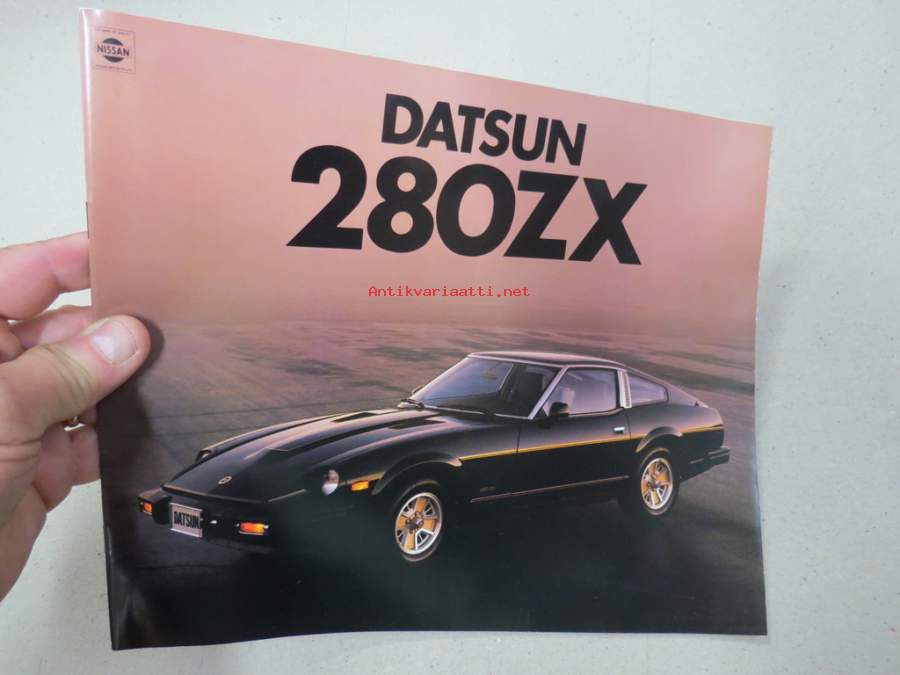 NISSAN
DATSUN
280ZX
Antikvariaatti.net
DATSUN